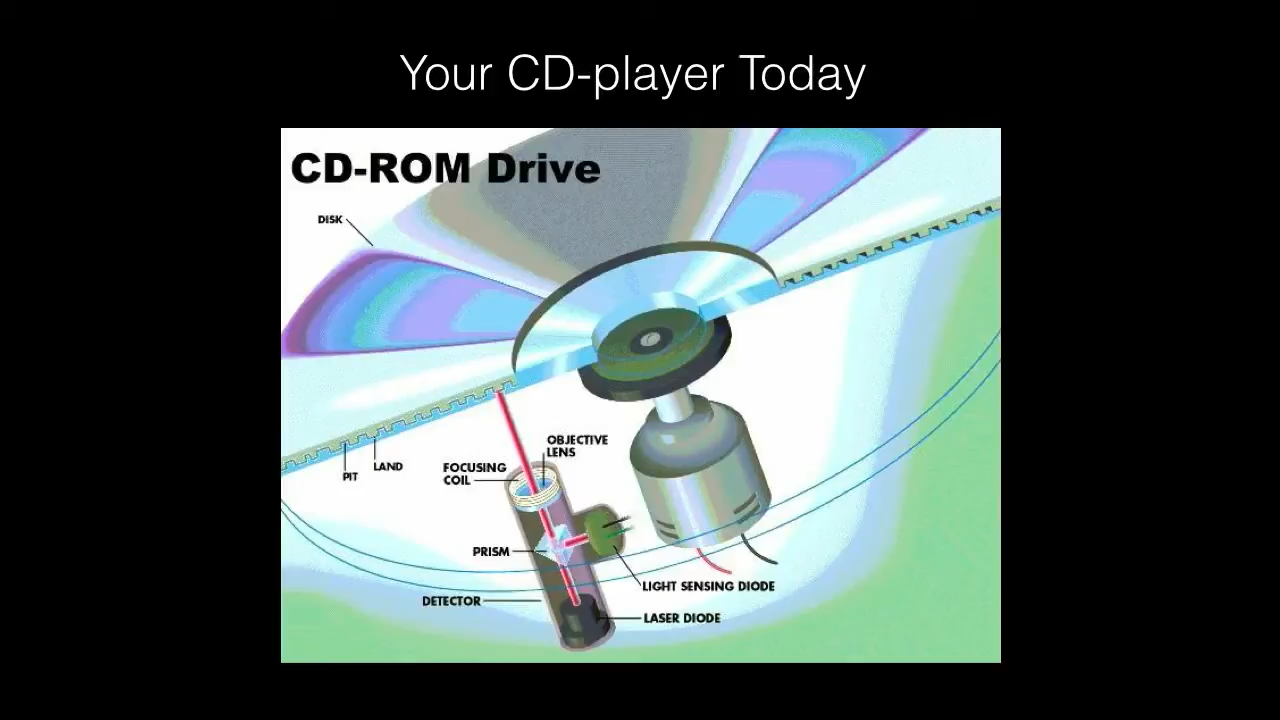 Your CD-player Today
CD-ROM Drive
DISK
OBJECTIVE
LENS
FOCUSING
COIL
LAND
PIT
PRISM
LIGHT SENSING DIODE
DETECTOR
LASER DIODE